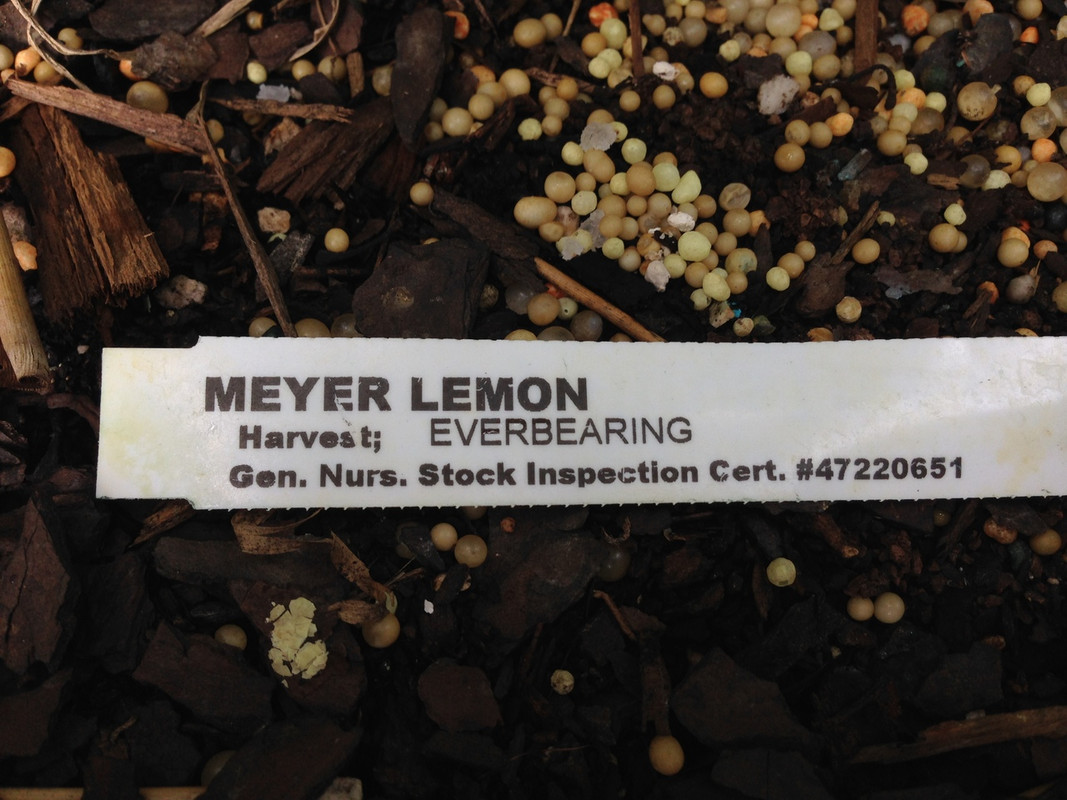 MEYER LEMON
Harvest; EVERBEARING
Gen. Nurs. Stock Inspection Cert. #47220651